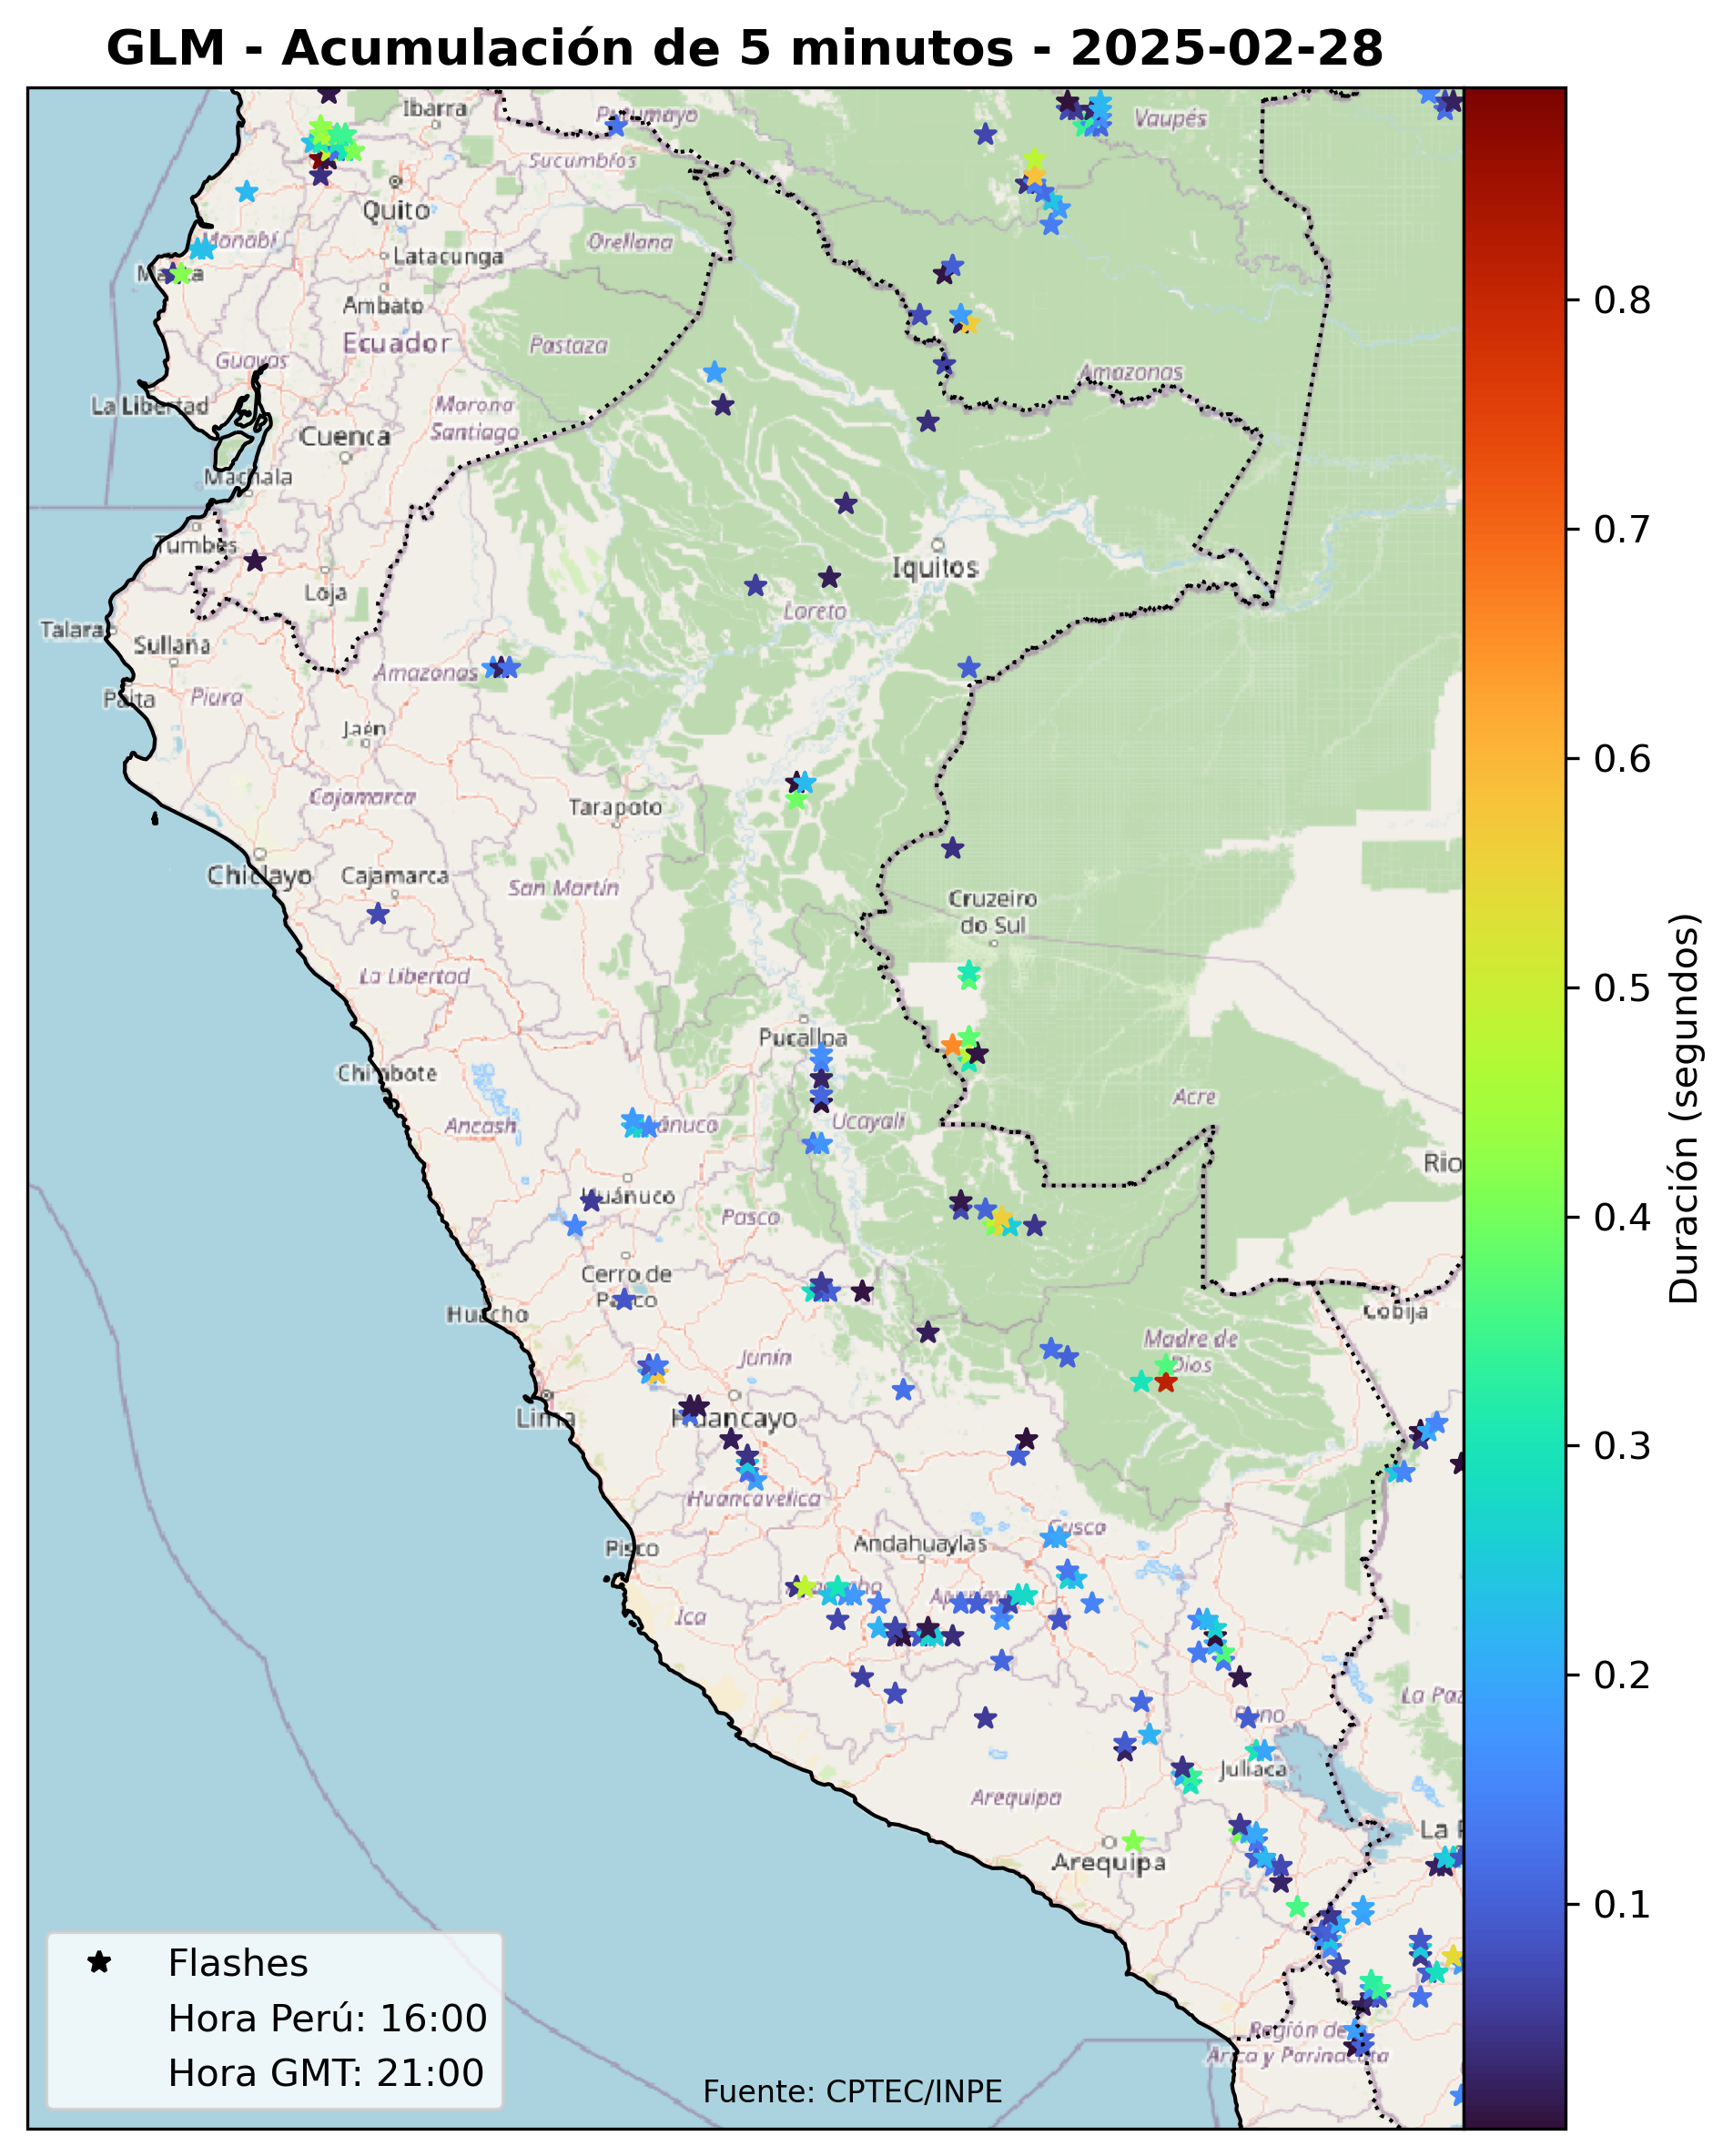 GLM - Acumulación de 5 minutos - 2025-02-28
Ibarra
Putumayo
Vaupés
Sucumbíos
Quito
Manabí
Orellana
Latacunga
Manta
Ambato
Ecuador
Pastaza
Guayas
Amazonas
La Libertad
Morona
Santiago
Cuenca
Machala
Tumbes
Iquitos
Loja
Loreto
Talara
Sullana
Amazonas
Paita
Piura
Jaén
Cajamarca
Tarapoto
Chiclayo
Cajamarca
San Martín
Cruzeiro
do Sul
La Libertad
Pucallpa
Chimbote
Acre
Ancash
ánuco
Ucayali
Rio
Huánuco
Pasco
Cerro de
Pasco
Huacho
Cobija
Junín
Madre de
Dios
Lima
Huancayo
Huancavelica
Cusco
Pisco
Andahuaylas
Ica
La Paz
Puno
Juliaca
Arequipa
La P
Arequipa
Región de
Arica y Parinacota
Flashes
Hora Perú: 16:00
Hora GMT: 21:00
Fuente: CPTEC/INPE
0.8
0.7
0.6
0.5
0.4
0.3
0.2
0.1
Duración (segundos)